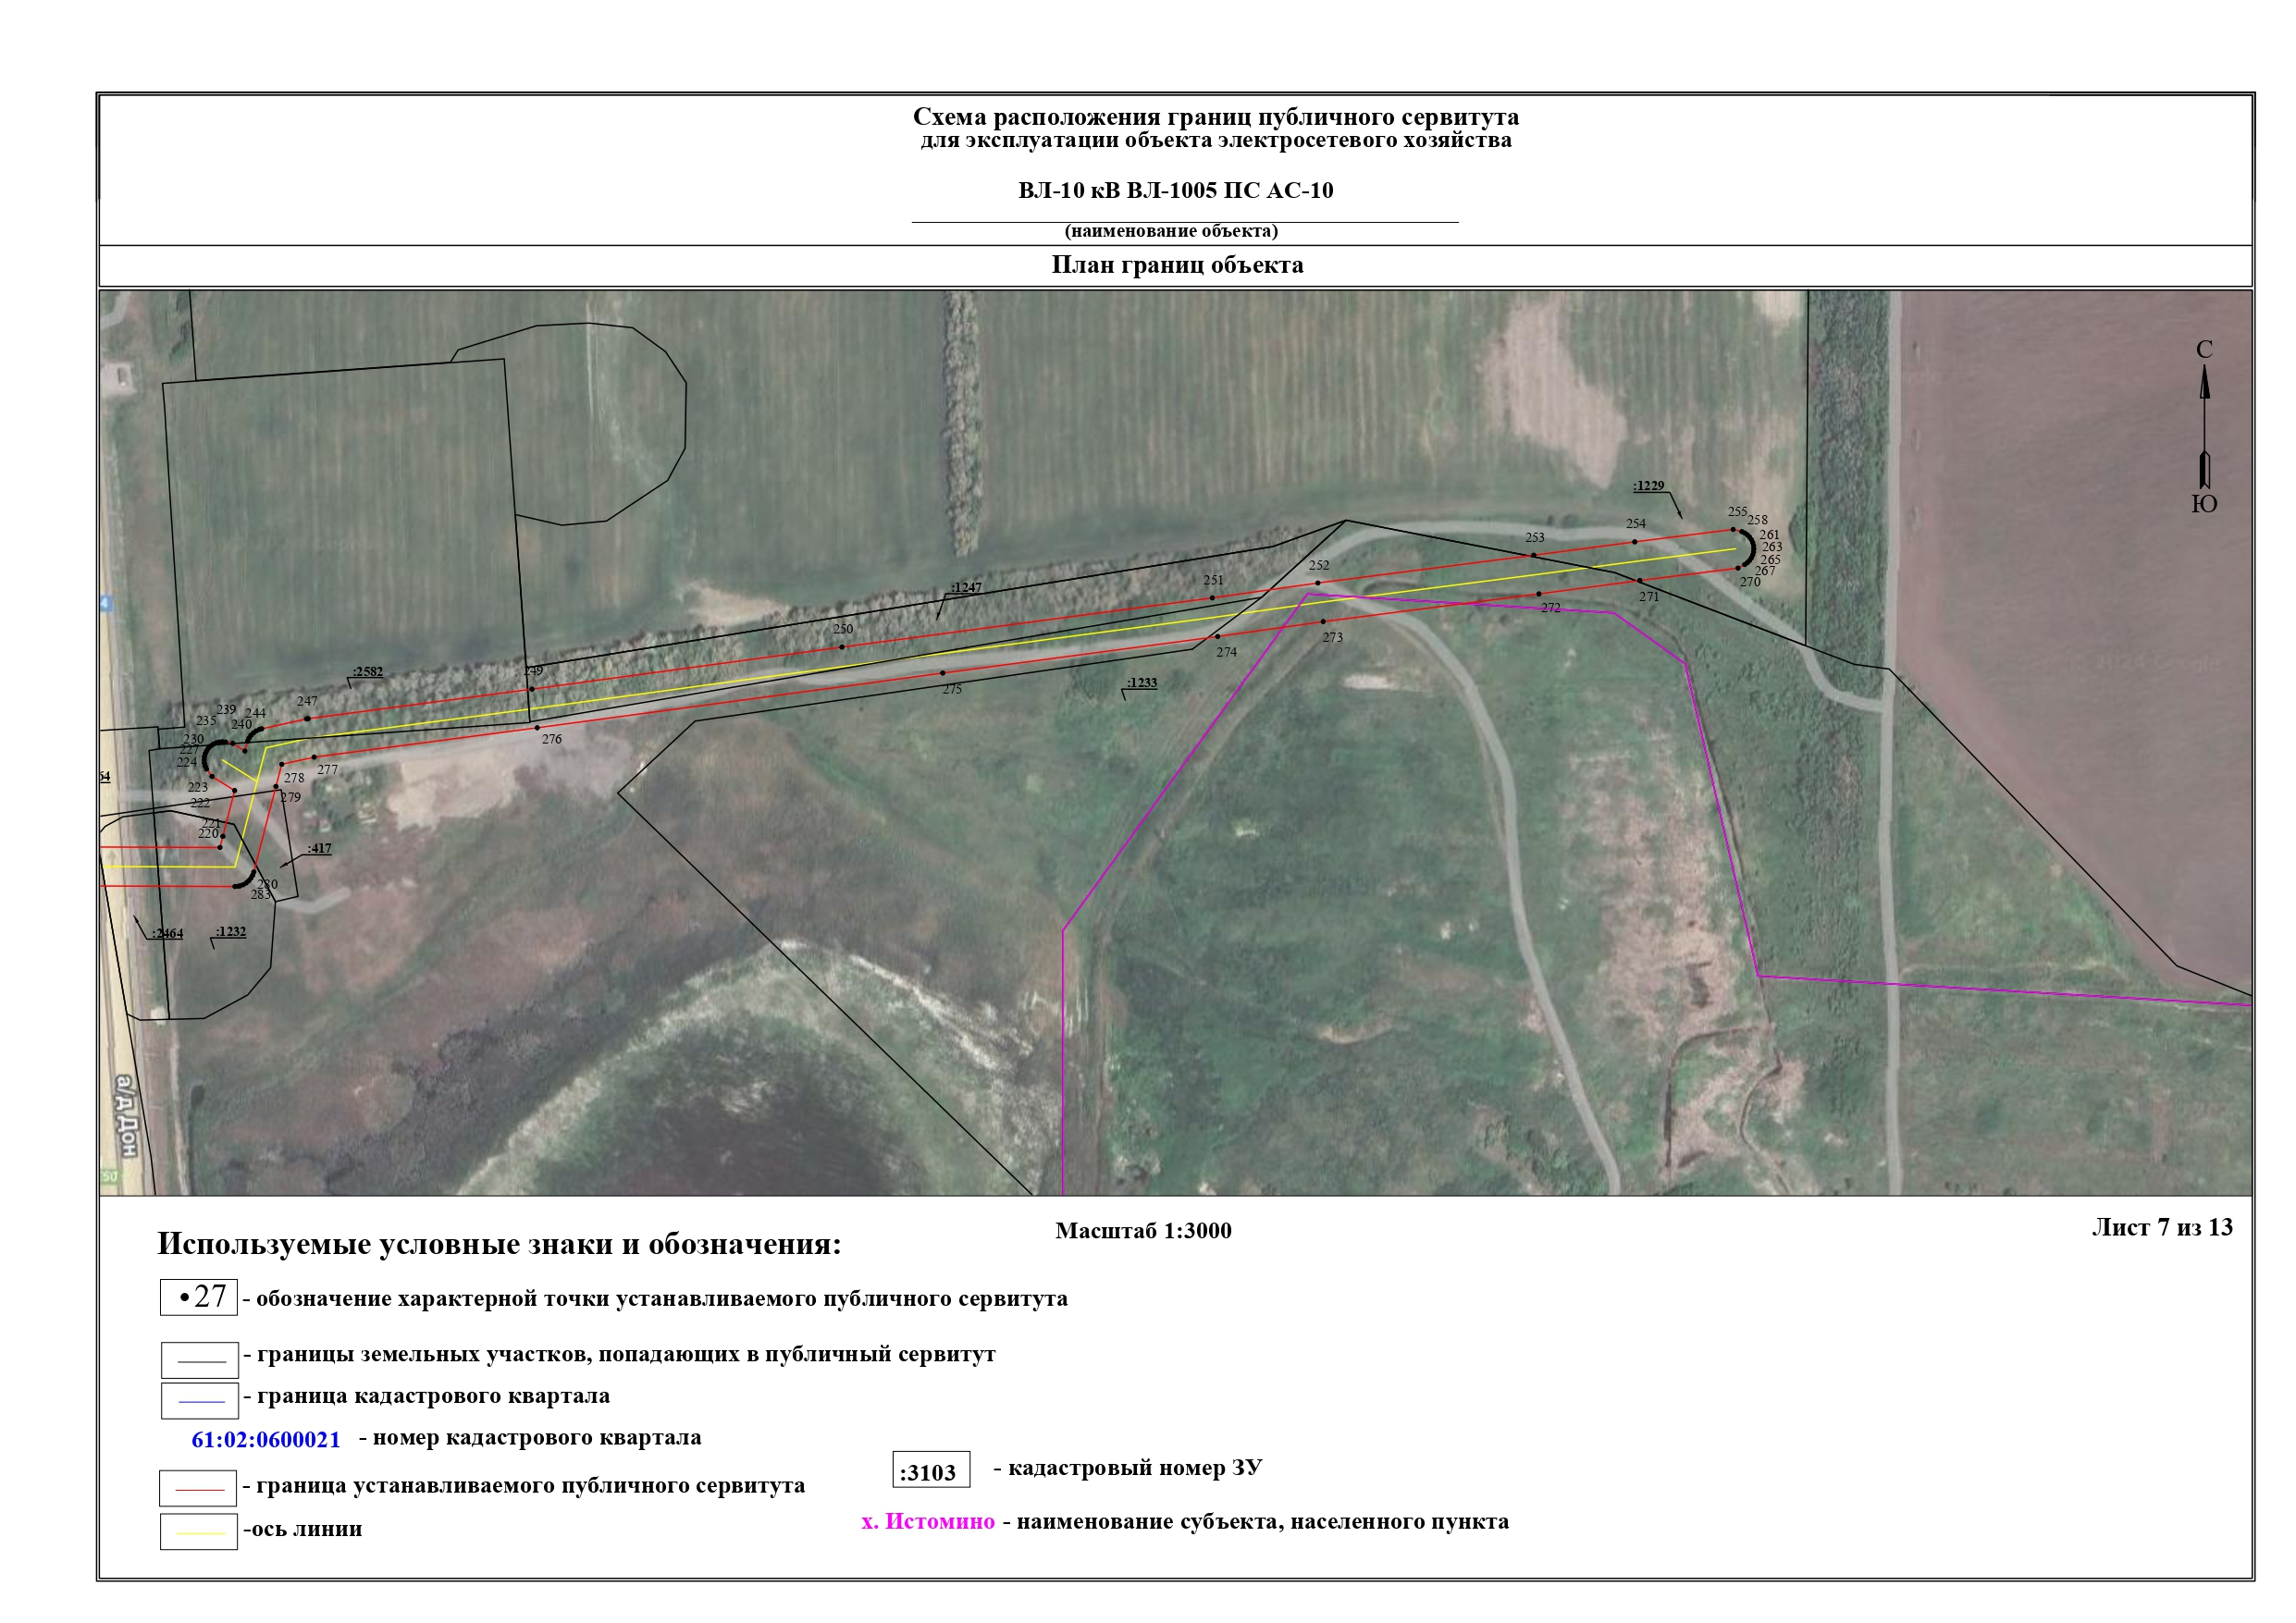 Схема расположения границ публичного сервитута
для эксплуатации объекта электросетевого хозяйства
ВЛ-10 кВ ВЛ-1005 ПС АС-10
(наименование объекта)
План границ объекта
С
Ю
:1229
255
258
254
261
253
263
265
267
270
252
271
251
:1247
272
250
273
274
249
:2582
275
:1233
247
239
244
235
240
276
230
227
224
277
278
223
279
222
221
220
:417
280
283
:2464
:1232
64
4
а/д Дон
50
Масштаб 1:3000
Лист 7 из 13
Используемые условные знаки и обозначения:
•27 - обозначение характерной точки устанавливаемого публичного сервитута
- границы земельных участков, попадающих в публичный сервитут
- граница кадастрового квартала
61:02:0600021 - номер кадастрового квартала
:3103 - кадастровый номер ЗУ
- граница устанавливаемого публичного сервитута
х. Истомино - наименование субъекта, населенного пункта
-ось линии